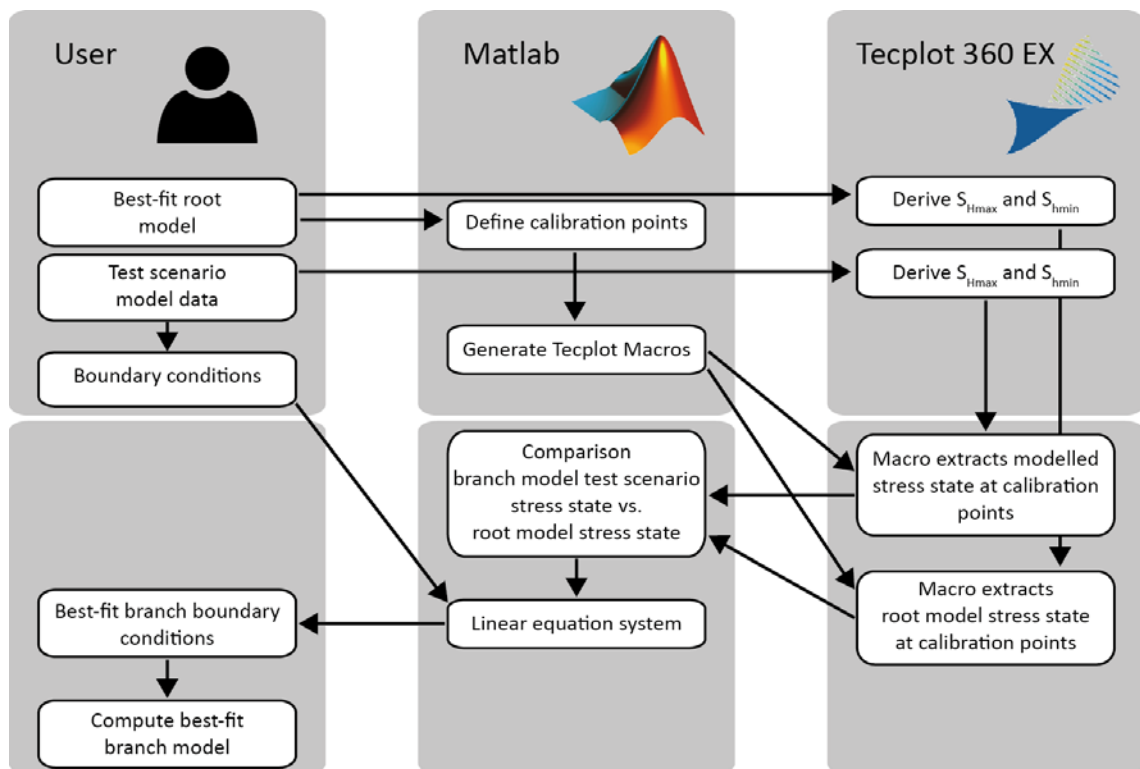 User
Best-fit root
model
Test scenario
model data
Boundary conditions
Best-fit branch boundary
conditions
Compute best-fit
branch model
Matlab
Define calibration points
Generate Tecplot Macros
Comparison
branch model test scenario
stress state vs.
root model stress state
Linear equation system
Tecplot 360 EX
Derive SHmax and Shmin
Derive SHmax and Shmin
Macro extracts modelled
stress state at calibration
points
Macro extracts
root model stress state
at calibration points